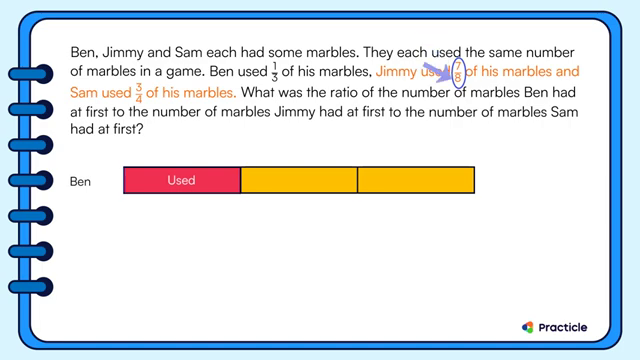 Ben, Jimmy and Sam each had some marbles. They each used the same number
of marbles in a game. Ben used 1/3 of his marbles, Jimmy used 7/8 of his marbles and
Sam used 3/4 of his marbles. What was the ratio of the number of marbles Ben had
at first to the number of marbles Jimmy had at first to the number of marbles Sam
had at first?
Ben Used
Practicle